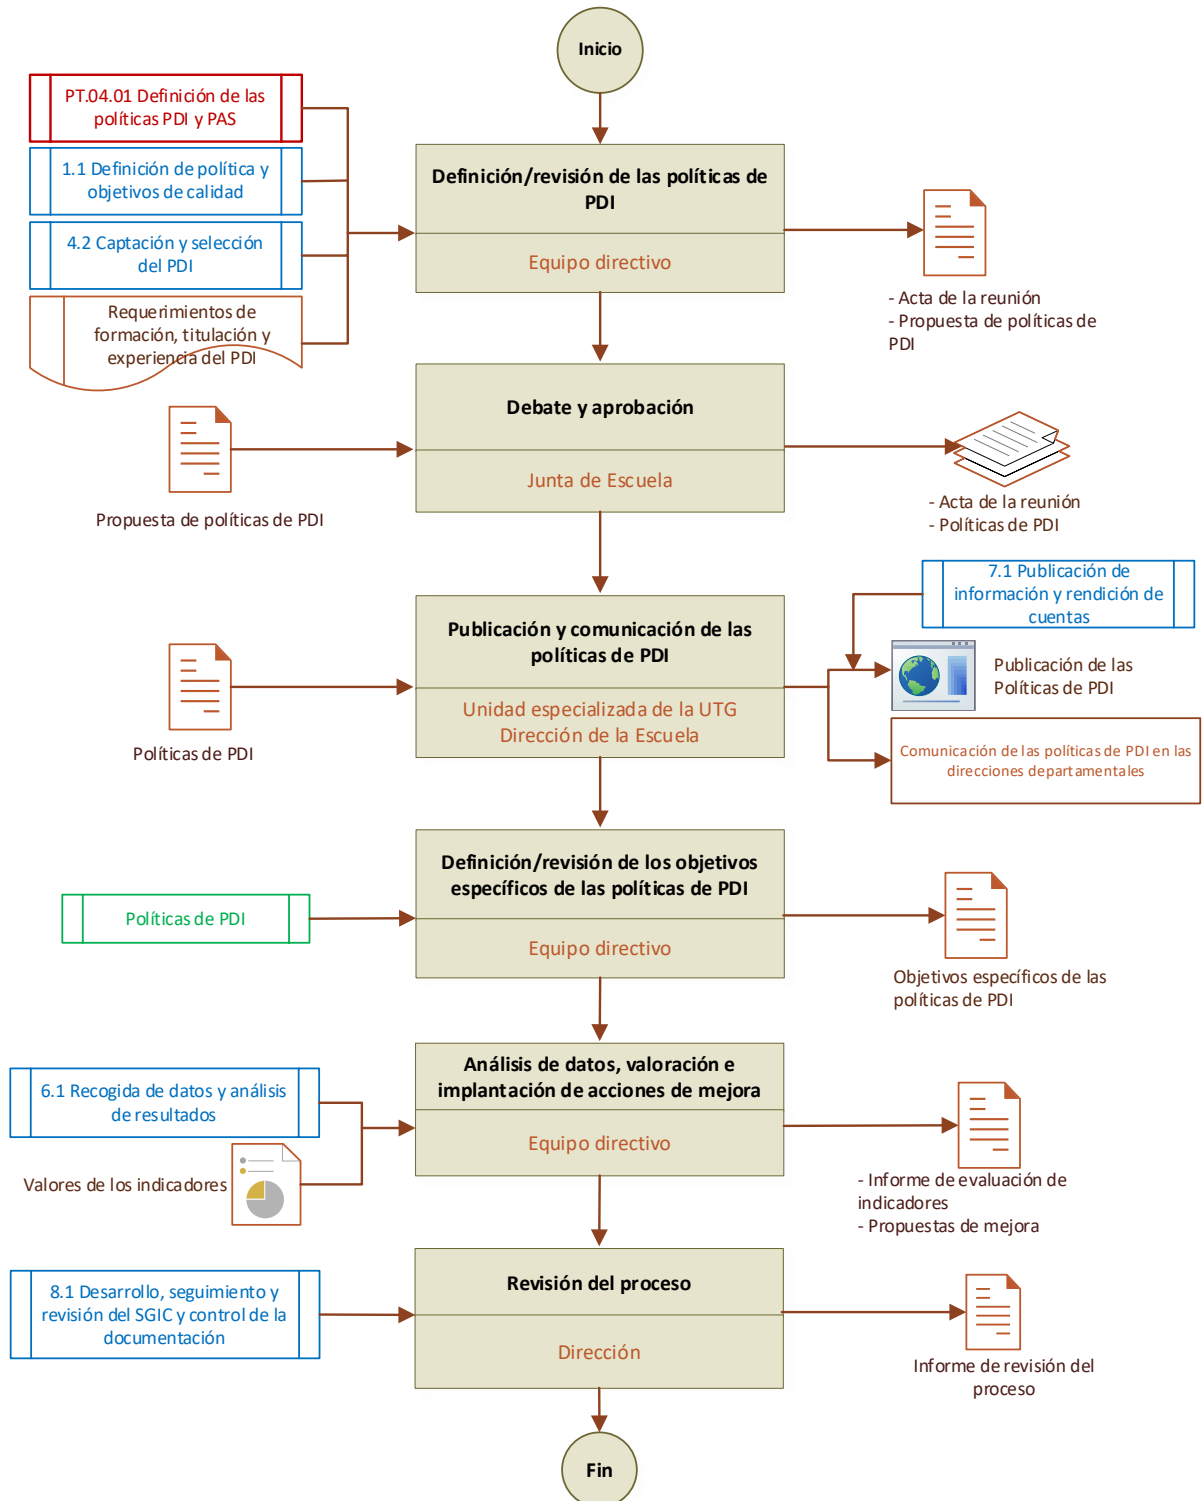 Inicio
PT.04.01 Definición de las
políticas PDI y PAS
1.1 Definición de política y
objetivos de calidad
4.2 Captación y selección
del PDI
Requerimientos de
formación, titulación y
experiencia del PDI
Definición/revisión de las políticas de
PDI
Equipo directivo
- Acta de la reunión
- Propuesta de políticas de
PDI
Propuesta de políticas de PDI
Debate y aprobación
Junta de Escuela
- Acta de la reunión
- Políticas de PDI
Políticas de PDI
Publicación y comunicación de las
políticas de PDI
Unidad especializada de la UTG
Dirección de la Escuela
7.1 Publicación de
información y rendición de
cuentas
Publicación de las
Políticas de PDI
Comunicación de las políticas de PDI en las
direcciones departamentales
Políticas de PDI
Definición/revisión de los objetivos
específicos de las políticas de PDI
Equipo directivo
Objetivos específicos de las
políticas de PDI
6.1 Recogida de datos y análisis
de resultados
Valores de los indicadores
Análisis de datos, valoración e
implantación de acciones de mejora
Equipo directivo
- Informe de evaluación de
indicadores
- Propuestas de mejora
8.1 Desarrollo, seguimiento y
revisión del SGIC y control de la
documentación
Revisión del proceso
Dirección
Informe de revisión del
proceso
Fin